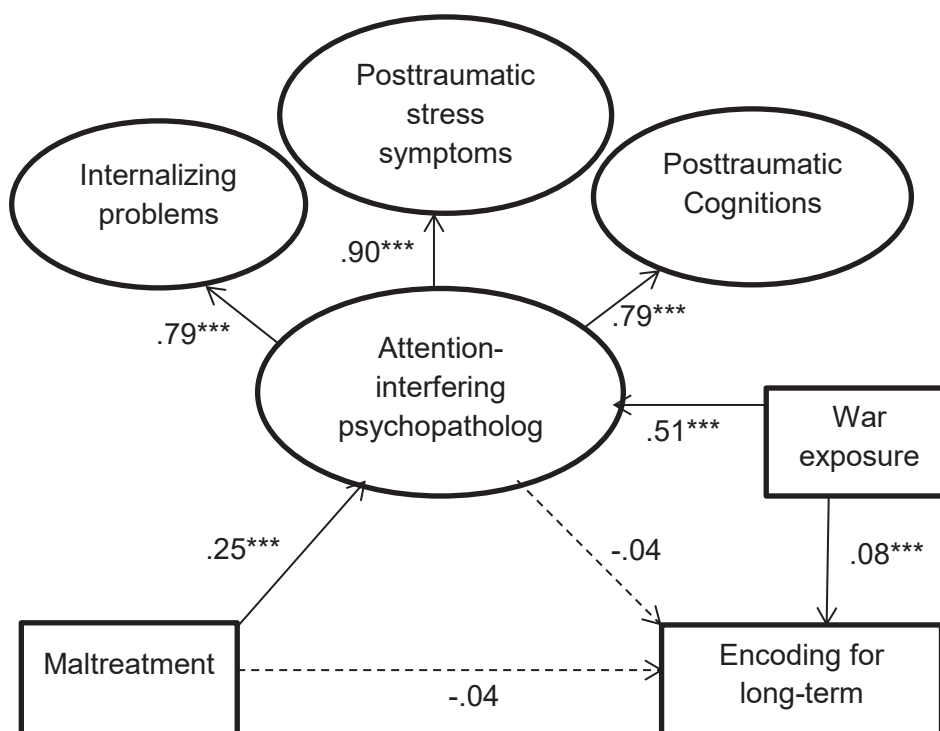 Posttraumatic
stress
symptoms
Internalizing
problems
Posttraumatic
Cognitions
.90***
.79***
.79***
Attention-
interfering
psychopatholog
War
exposure
.51***
.25***
-.04
.08***
Maltreatment
-.04
Encoding for
long-term